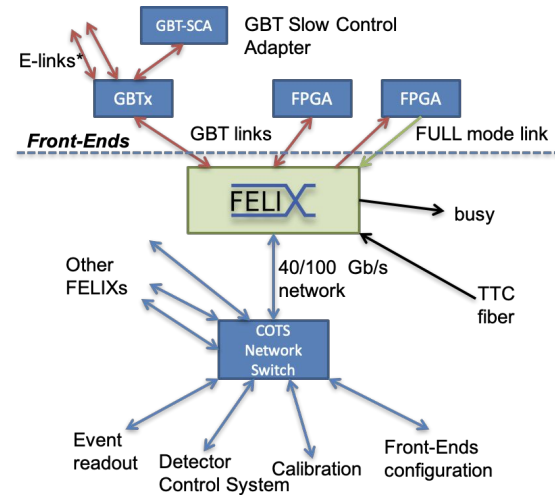 GBT-SCA
GBT Slow Control
Adapter
E-links*
GBTx
FPGA
FPGA
GBT links
FULL mode link
Front-Ends
FELIX
busy
Other
FELIXs
40/100 Gb/s
network
TTC
fiber
COTS
Network
Switch
Event
readout
Detector
Control System
Calibration
Front-Ends
configuration